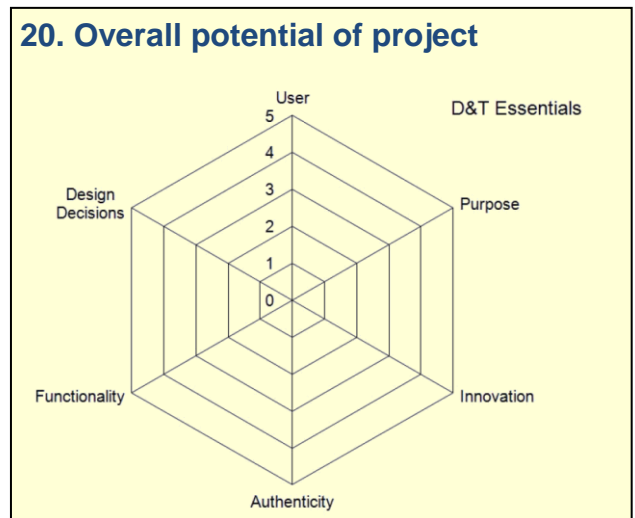 20. Overall potential of project
User
D&T Essentials
5
4
Design
Decisions
3
Purpose
2
1
0
Functionality
Innovation
Authenticity